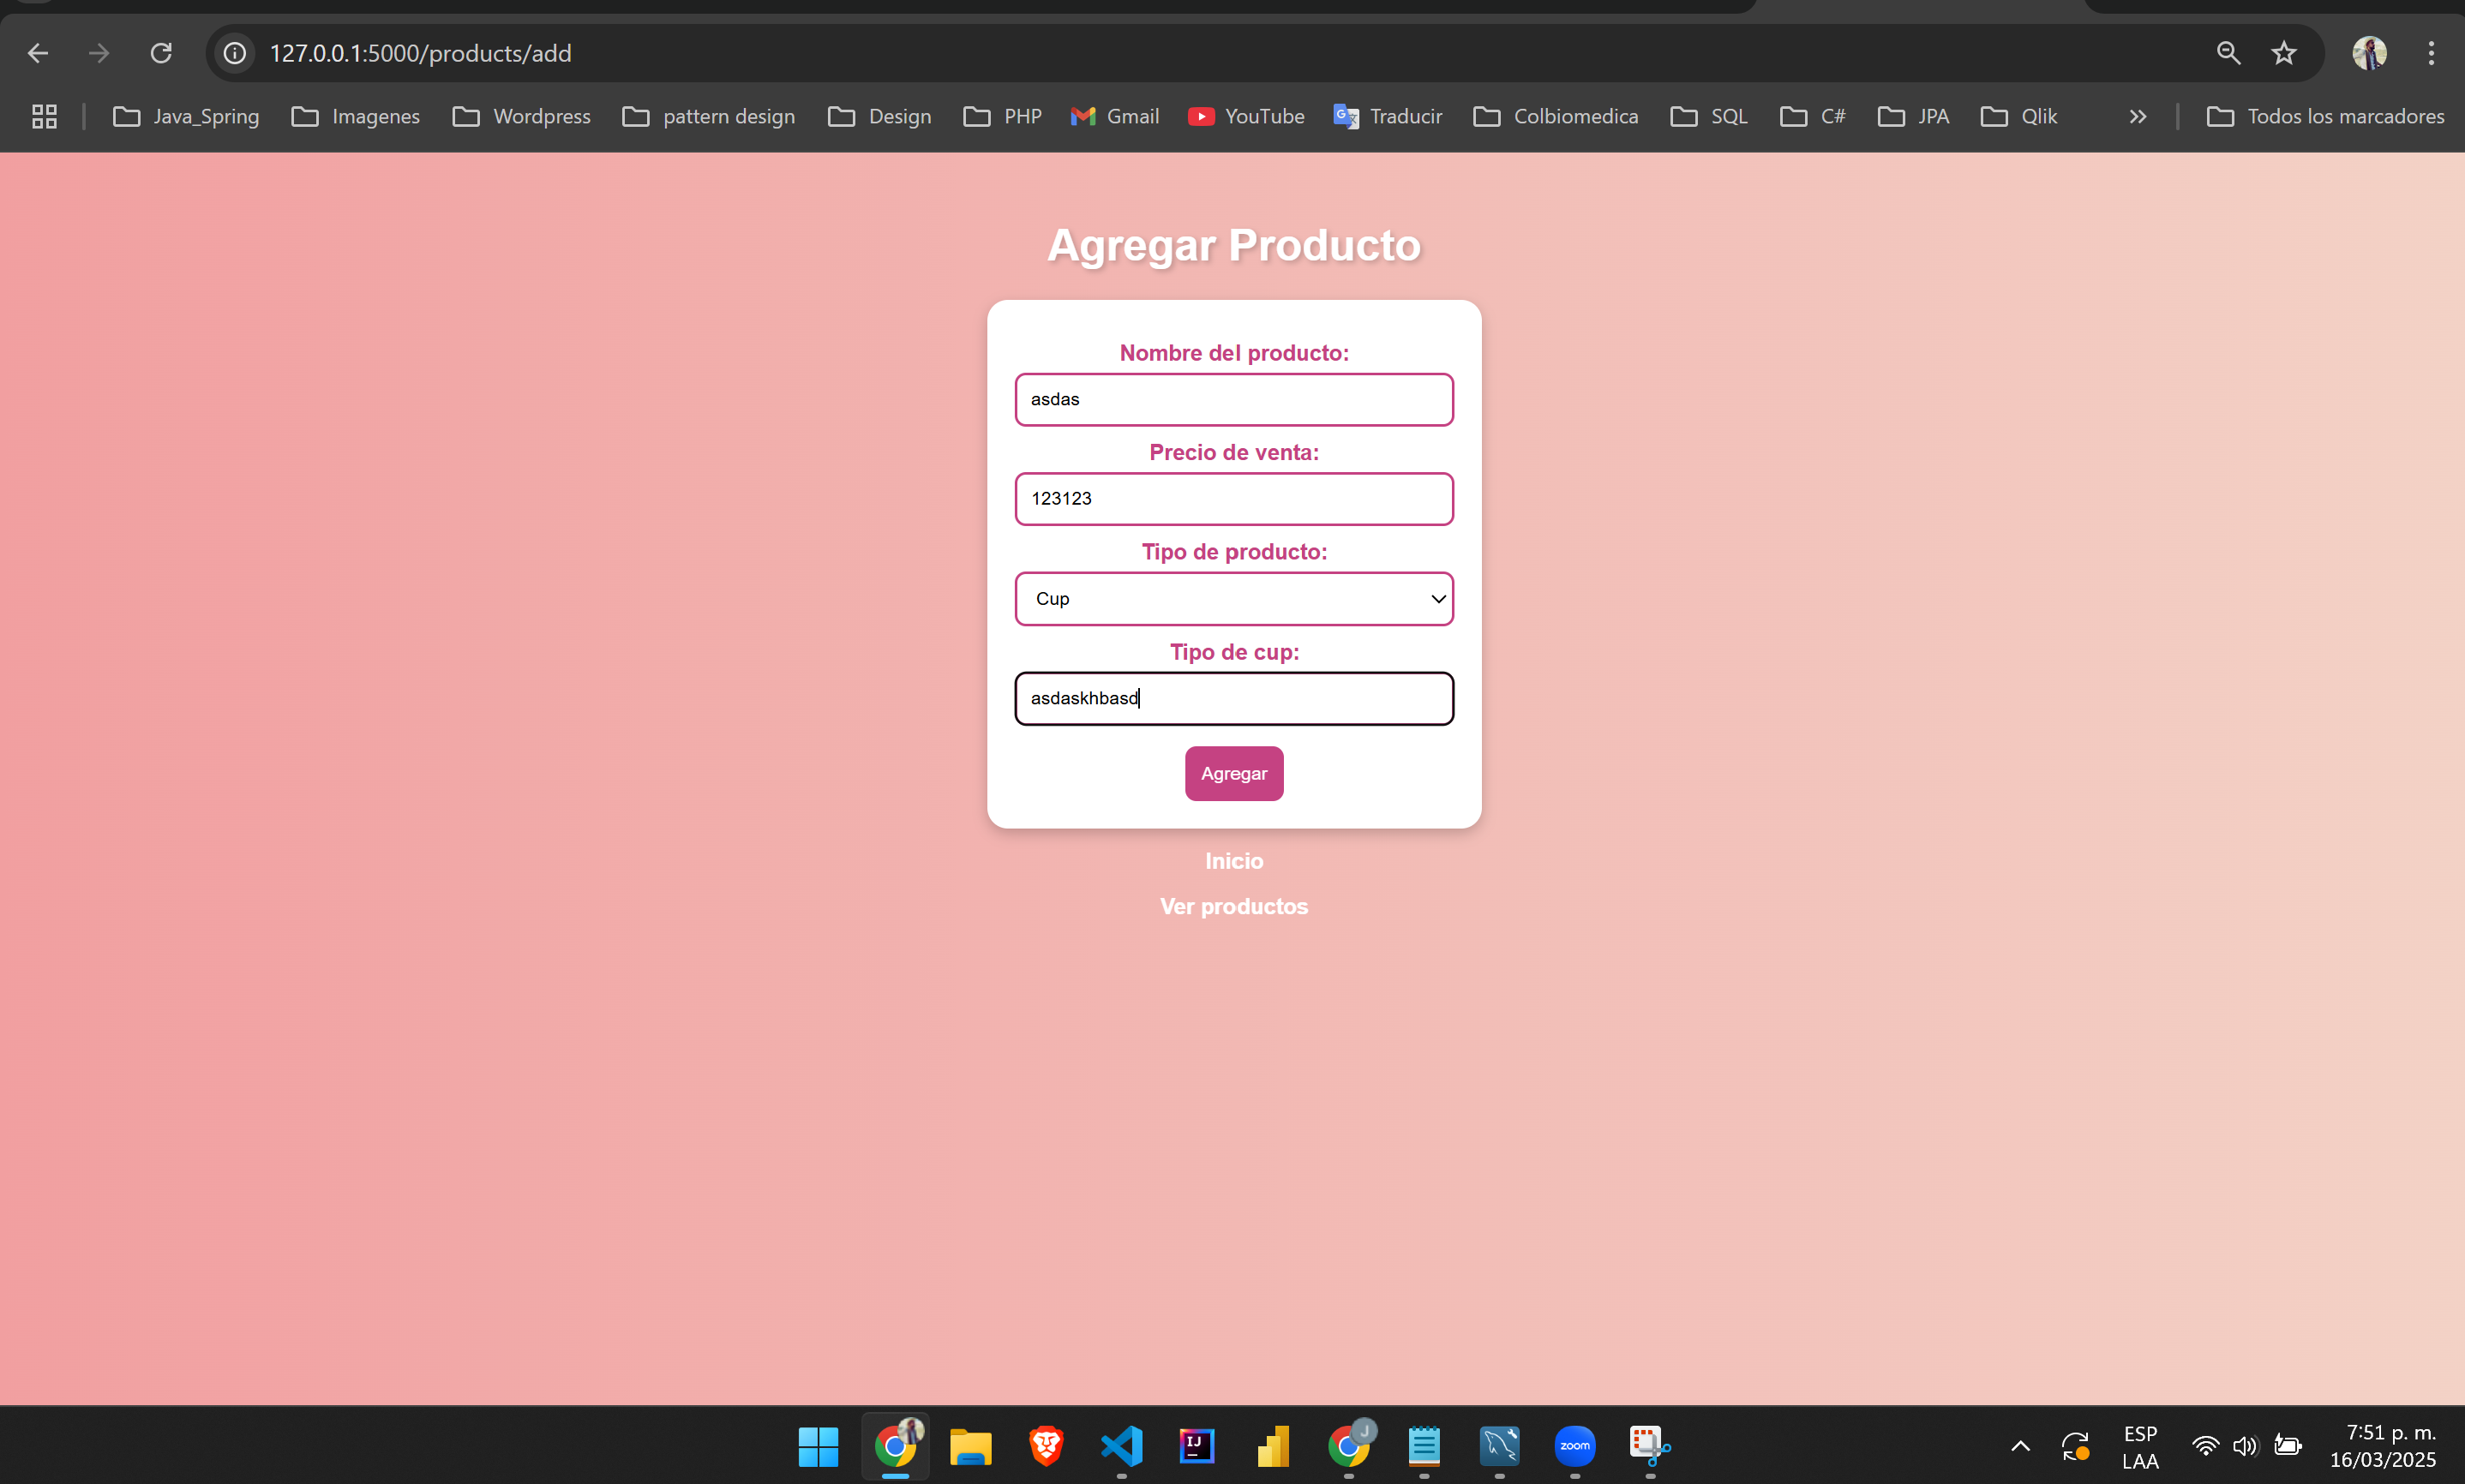 127.0.0.1:5000/products/add
Java_Spring Imagenes Wordpress pattern design Design PHP Gmail YouTube Traducir Colbiomedica SQL C# JPA Qlik Todos los marcadores
Agregar Producto
Nombre del producto:
asdas
Precio de venta:
123123
Tipo de producto:
Cup
Tipo de cup:
asdaskhbasd
Agregar
Inicio
Ver productos
IJ
J
zoom
ESP
LAA
7:51 p. m.
16/03/2025